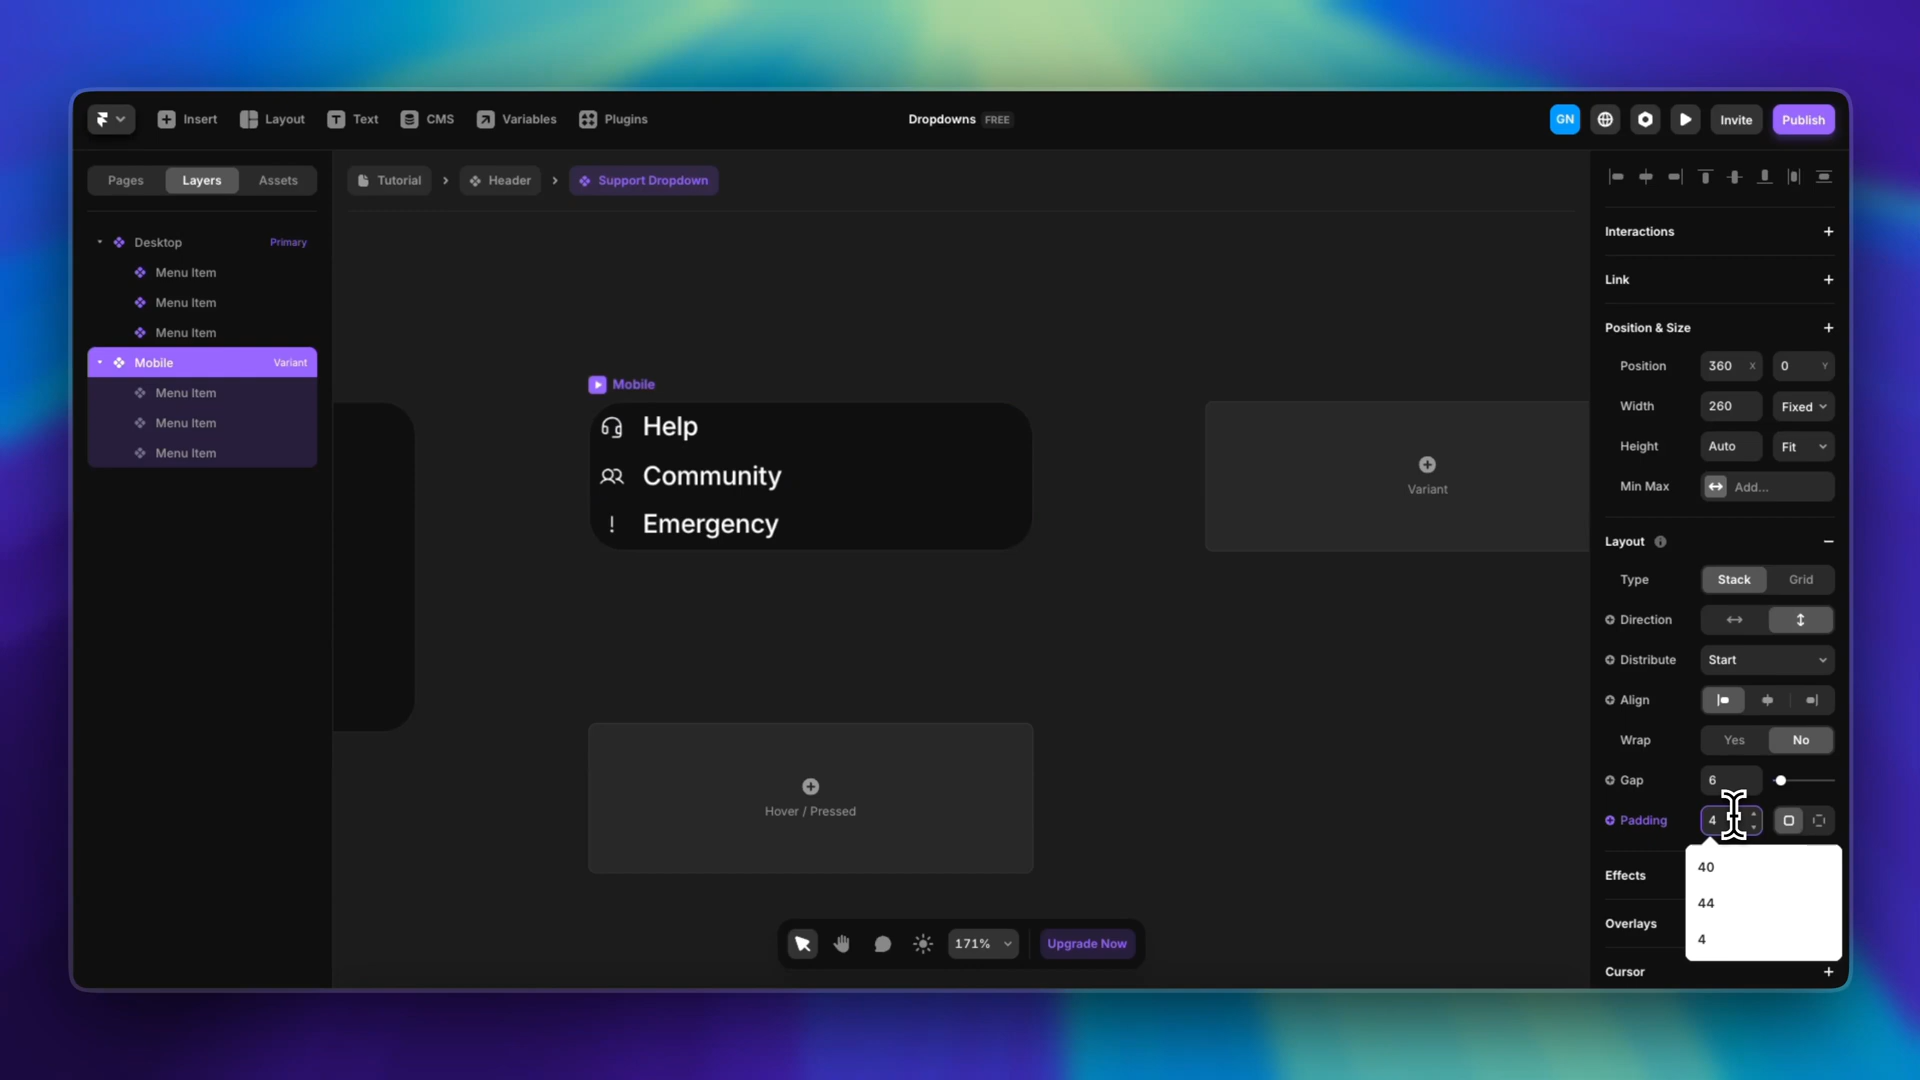 Insert
Layout
Text
CMS
Variables
Plugins
Dropdowns FREE
GN
Invite
Publish
Pages
Layers
Assets
Tutorial
Header
Support Dropdown
Desktop Primary
Menu Item
Menu Item
Menu Item
Mobile Variant
Menu Item
Menu Item
Menu Item
Mobile
Help
Community
! Emergency
Variant
Hover / Pressed
171%
Upgrade Now
Interactions
Link
Position & Size
Position 360 X 0 Y
Width 260 Fixed
Height Auto Fit
Min Max Add...
Layout
Type Stack Grid
Direction
Distribute Start
Align
Wrap Yes No
Gap 6
Padding 4
40
44
4
Effects
Overlays
Cursor